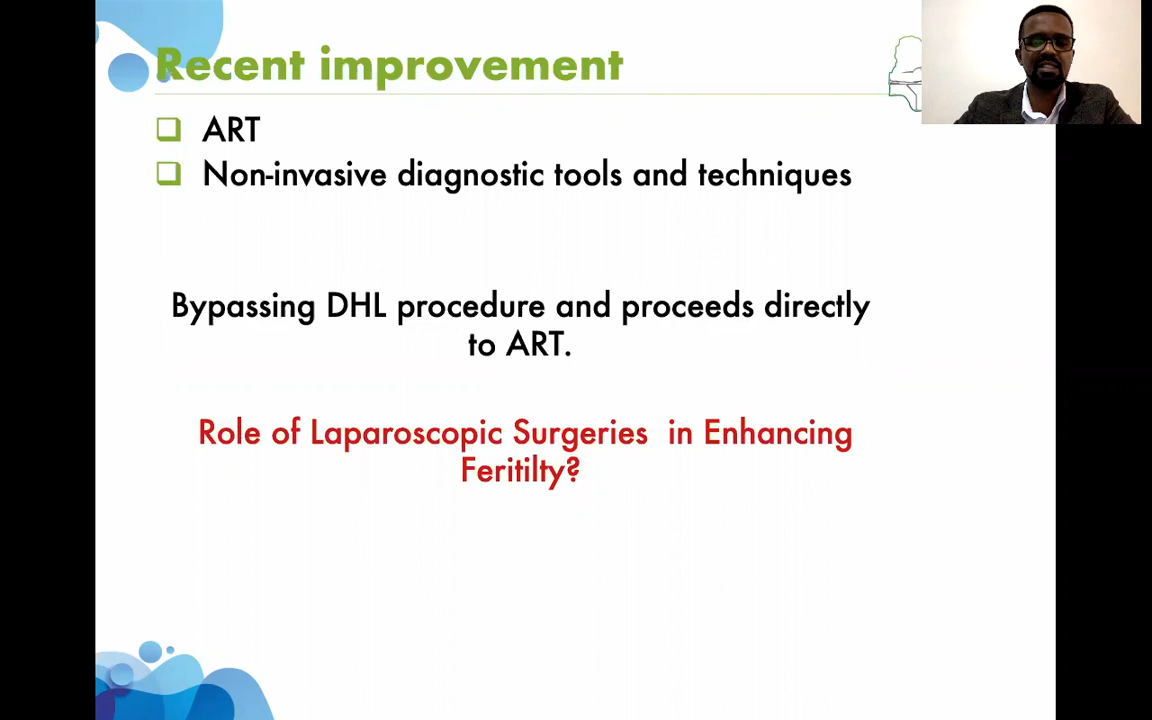 Recent improvement
ART
Non-invasive diagnostic tools and techniques
Bypassing DHL procedure and proceeds directly
to ART.
Role of Laparoscopic Surgeries in Enhancing
Feritilty?